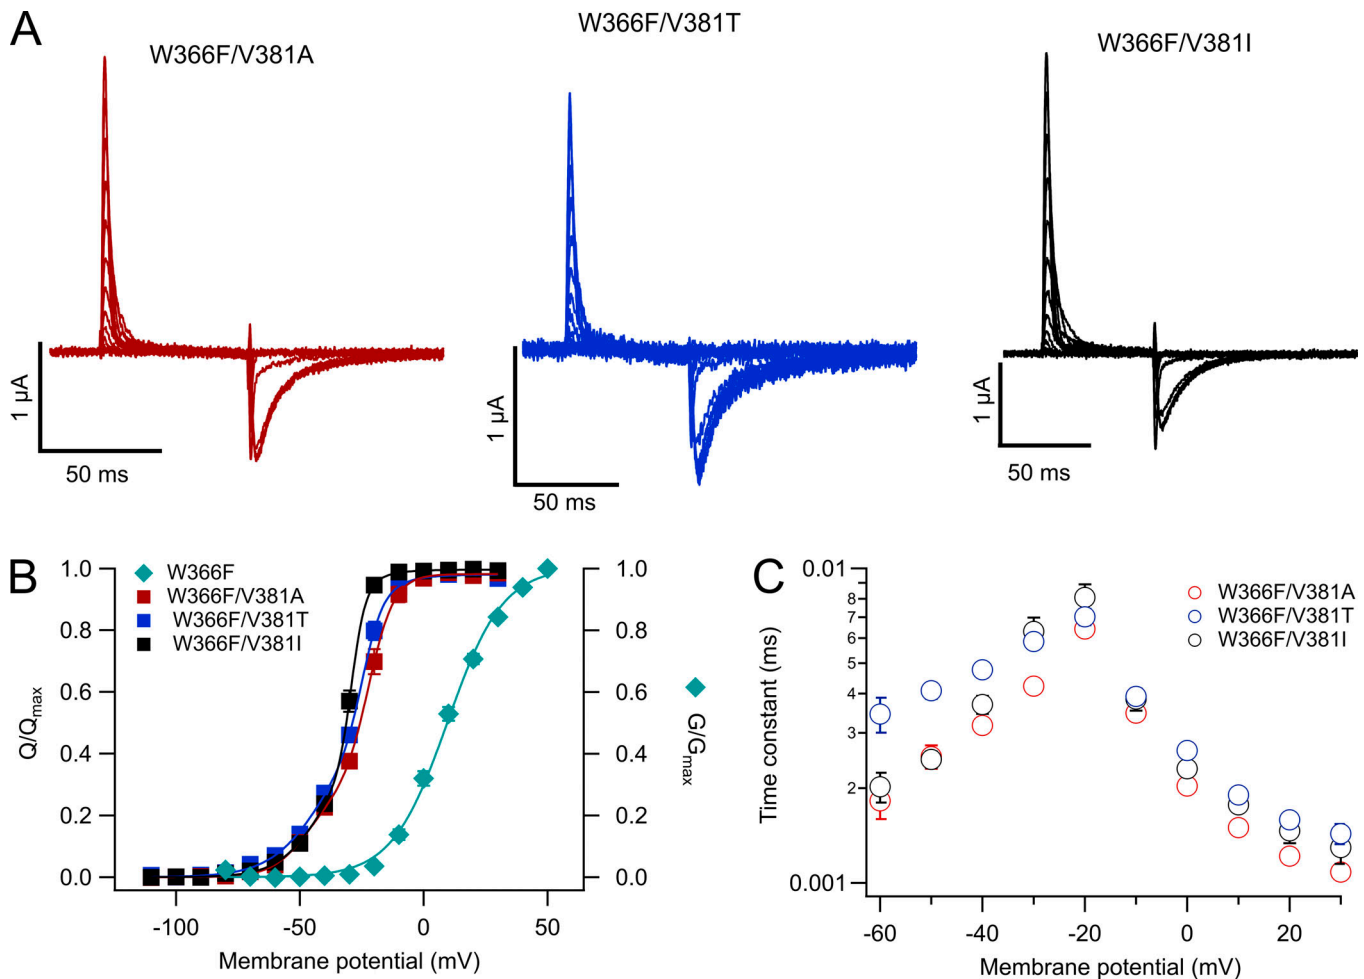 A
W366F/V381A
W366F/V381T
W366F/V381I
1 µA
50 ms
1 µA
50 ms
1 µA
50 ms
B
W366F
W366F/V381A
W366F/V381T
W366F/V381I
1.0
0.8
0.6
0.4
0.2
0.0
Q/Qmax
1.0
0.8
0.6
0.4
0.2
0.0
G/Gmax
-100
-50
0
50
Membrane potential (mV)
C
W366F/V381A
W366F/V381T
W366F/V381I
0.01
7
6
5
4
3
2
0.001
Time constant (ms)
-60
-40
-20
0
20
Membrane potential (mV)